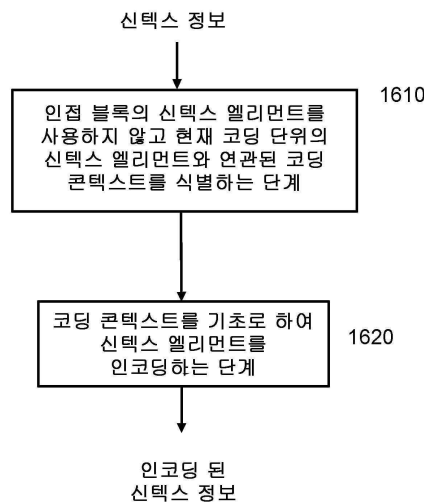 신텍스 정보
1610
인접 블록의 신텍스 엘리먼트를
사용하지 않고 현재 코딩 단위의
신텍스 엘리먼트와 연관된 코딩
콘텍스트를 식별하는 단계
코딩 콘텍스트를 기초로 하여
신텍스 엘리먼트를
인코딩하는 단계
1620
인코딩 된
신텍스 정보